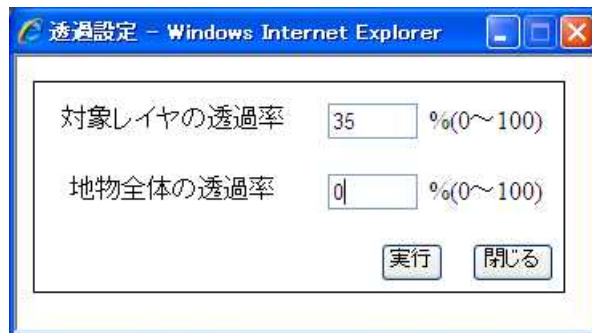 透過設定 - Windows Internet Explorer
対象レイヤの透過率 35 %(0～100)
地物全体の透過率 0 %(0～100)
実行 閉じる